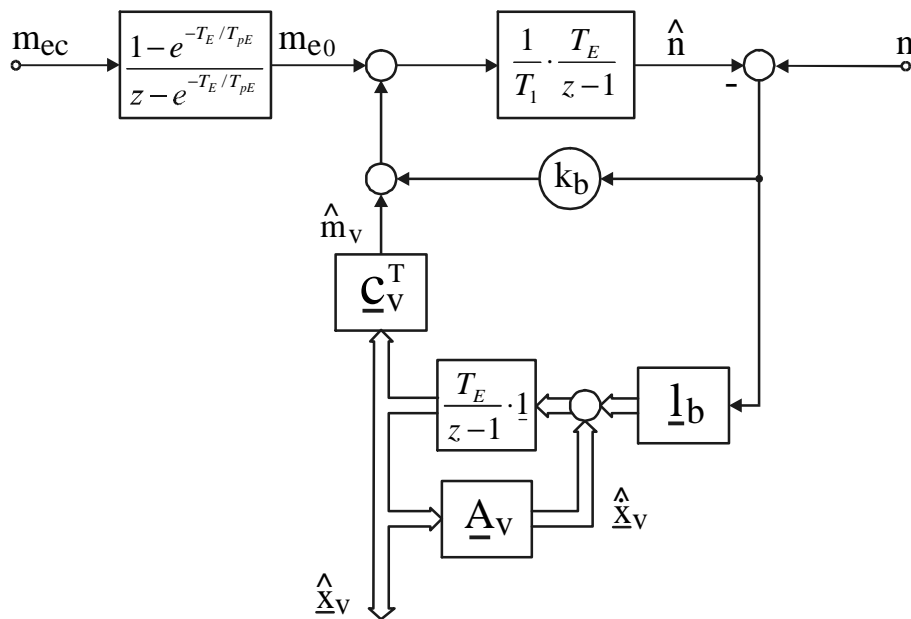 m_ec
1 − e^{−T_E/T_pE}
z − e^{−T_E/T_pE}
m_e0
1 T_E
T_1 · z − 1
n̂
n
-
k_b
m̂_v
c_v^T
T_E
z − 1 · 1
l_b
A_v
ẋ̂_v
x̂_v